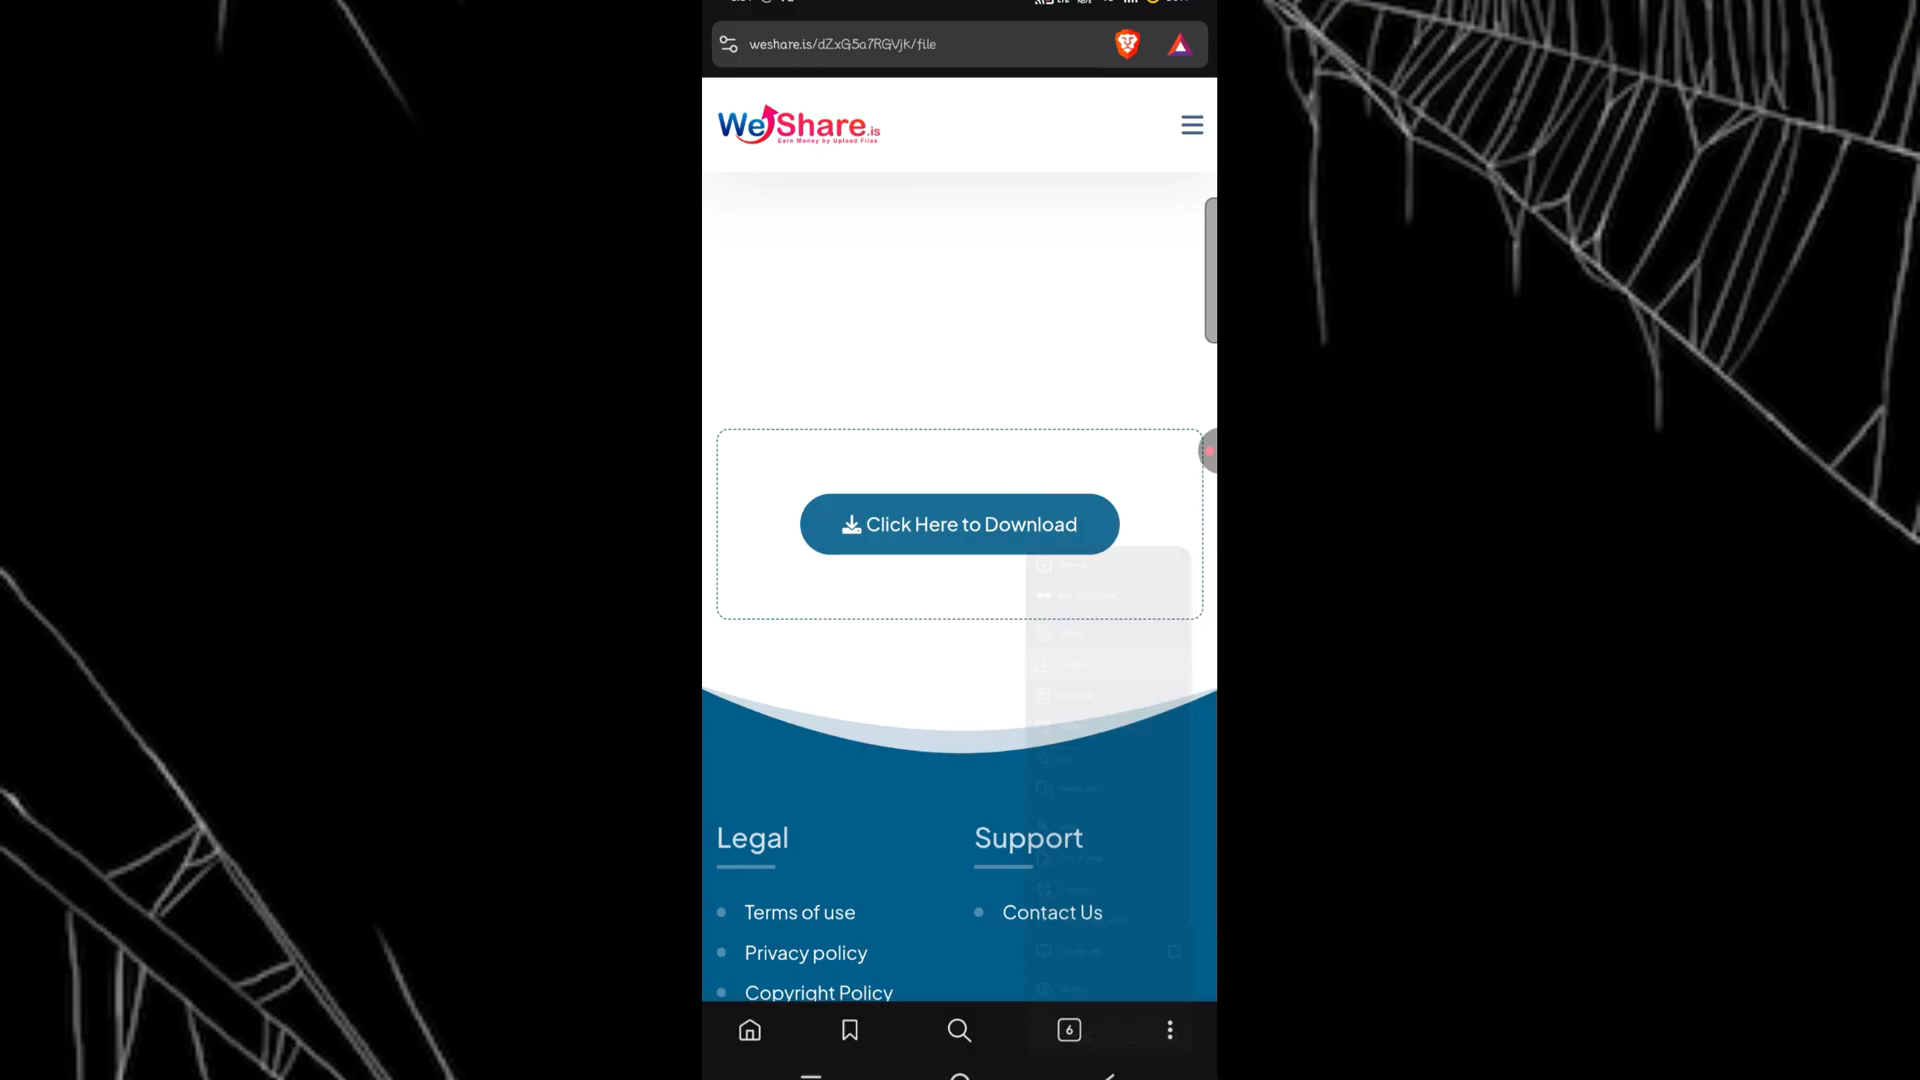 weshare.is/dZxG5a7RGVjK/file
WeShare.is
Earn Money by Upload Files
Click Here to Download
Legal
Support
Terms of use
Contact Us
Privacy policy
Copyright Policy
6